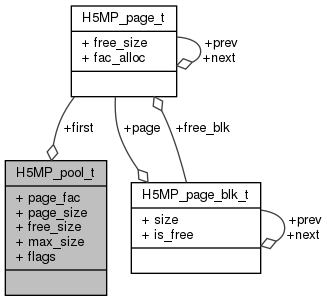 H5MP_page_t
+ free_size
+ fac_alloc
+prev
+next
+first
+page
+free_blk
H5MP_pool_t
+ page_fac
+ page_size
+ free_size
+ max_size
+ flags
H5MP_page_blk_t
+ size
+ is_free
+prev
+next